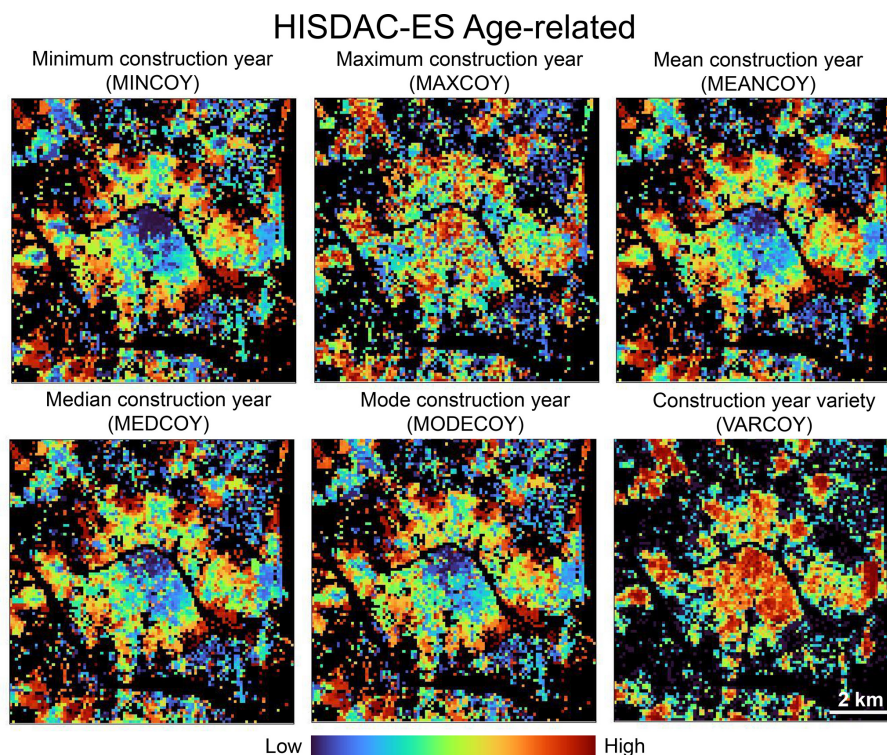 HISDAC-ES Age-related
Minimum construction year
(MINCOY)
Maximum construction year
(MAXCOY)
Mean construction year
(MEANCOY)
Median construction year
(MEDCOY)
Mode construction year
(MODECOY)
Construction year variety
(VARCOY)
2 km
Low
High